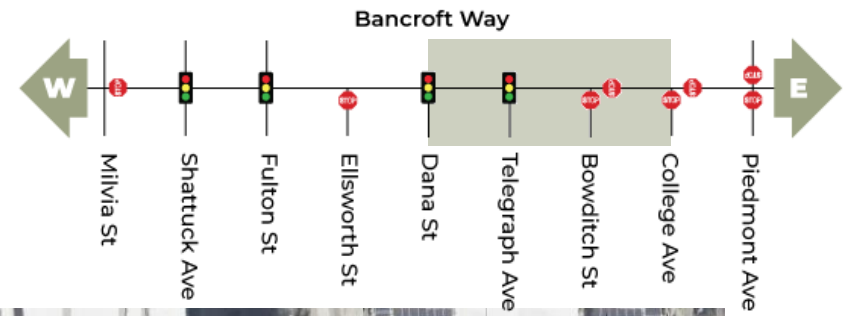 Bancroft Way
W
E
STOP
STOP
STOP
STOP
STOP
STOP
STOP
STOP
Milvia St
Shattuck Ave
Fulton St
Ellsworth St
Dana St
Telegraph Ave
Bowditch St
College Ave
Piedmont Ave